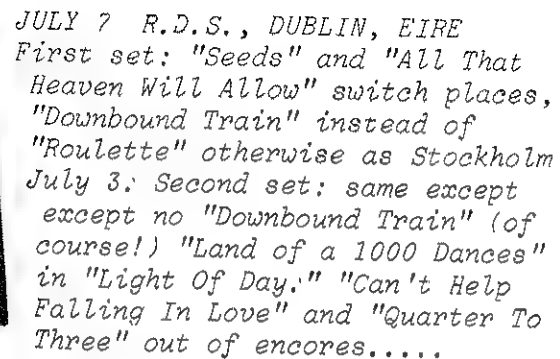 JULY 7 R.D.S., DUBLIN, EIRE
First set: "Seeds" and "All That
Heaven Will Allow" switch places,
"Downbound Train" instead of
"Roulette" otherwise as Stockholm
July 3. Second set: same except
except no "Downbound Train" (of
course!) "Land of a 1000 Dances"
in "Light Of Day." "Can't Help
Falling In Love" and "Quarter To
Three" out of encores.....